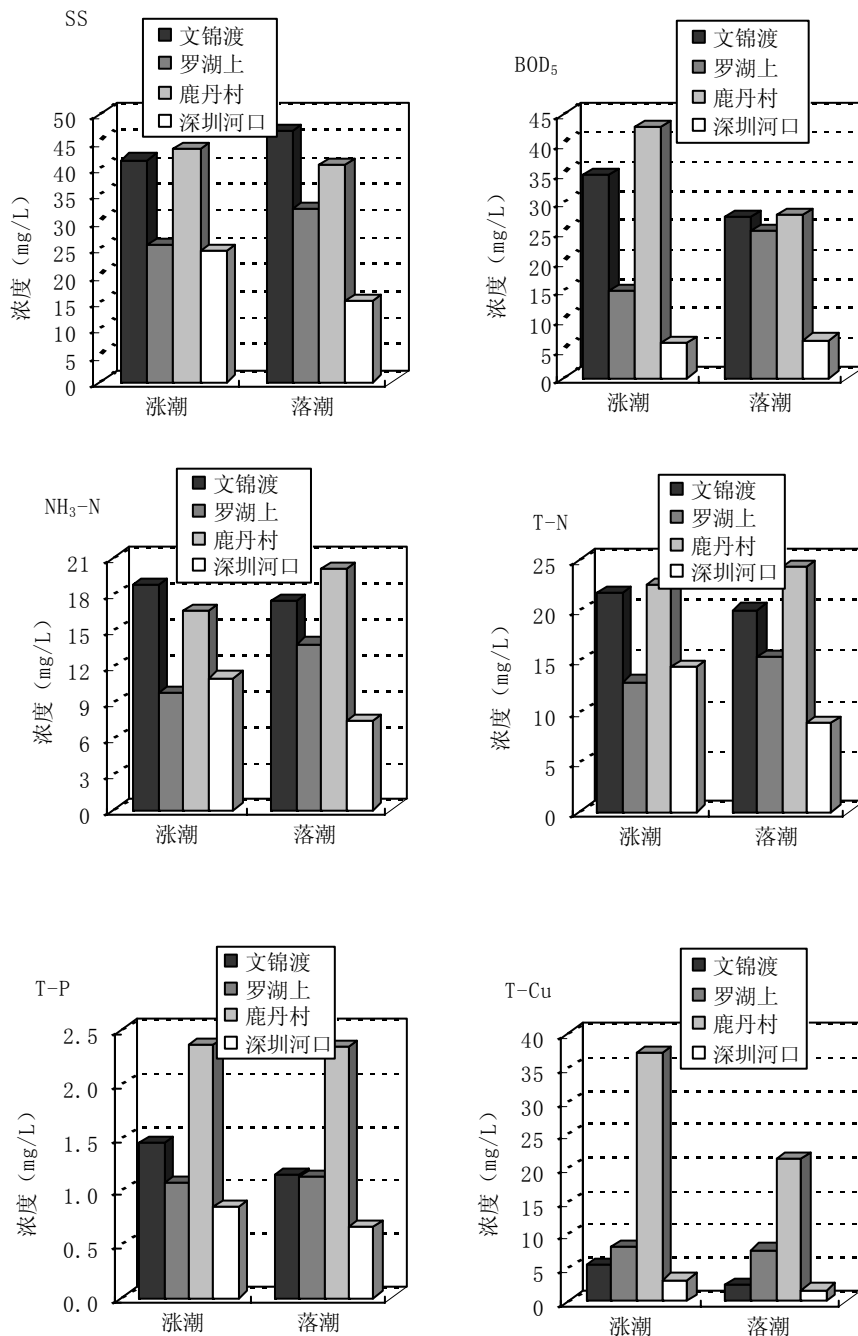 SS
文锦渡
罗湖上
鹿丹村
深圳河口
浓度（mg/L）
50
45
40
35
30
25
20
15
10
5
0
涨潮
落潮
BOD₅
文锦渡
罗湖上
鹿丹村
深圳河口
浓度（mg/L）
45
40
35
30
25
20
15
10
5
0
涨潮
落潮
NH₃-N
文锦渡
罗湖上
鹿丹村
深圳河口
浓度（mg/L）
21
18
15
12
9
6
3
0
涨潮
落潮
T-N
文锦渡
罗湖上
鹿丹村
深圳河口
浓度（mg/L）
25
20
15
10
5
0
涨潮
落潮
T-P
文锦渡
罗湖上
鹿丹村
深圳河口
浓度（mg/L）
2.5
2.0
1.5
1.0
0.5
0.0
涨潮
落潮
T-Cu
文锦渡
罗湖上
鹿丹村
深圳河口
浓度（mg/L）
40
35
30
25
20
15
10
5
0
涨潮
落潮